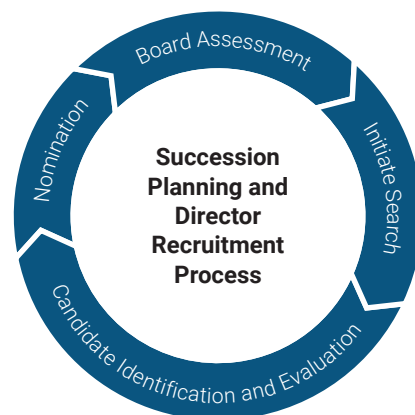 Board Assessment
Initiate Search
Candidate Identification and Evaluation
Nomination
Succession
Planning and
Director
Recruitment
Process